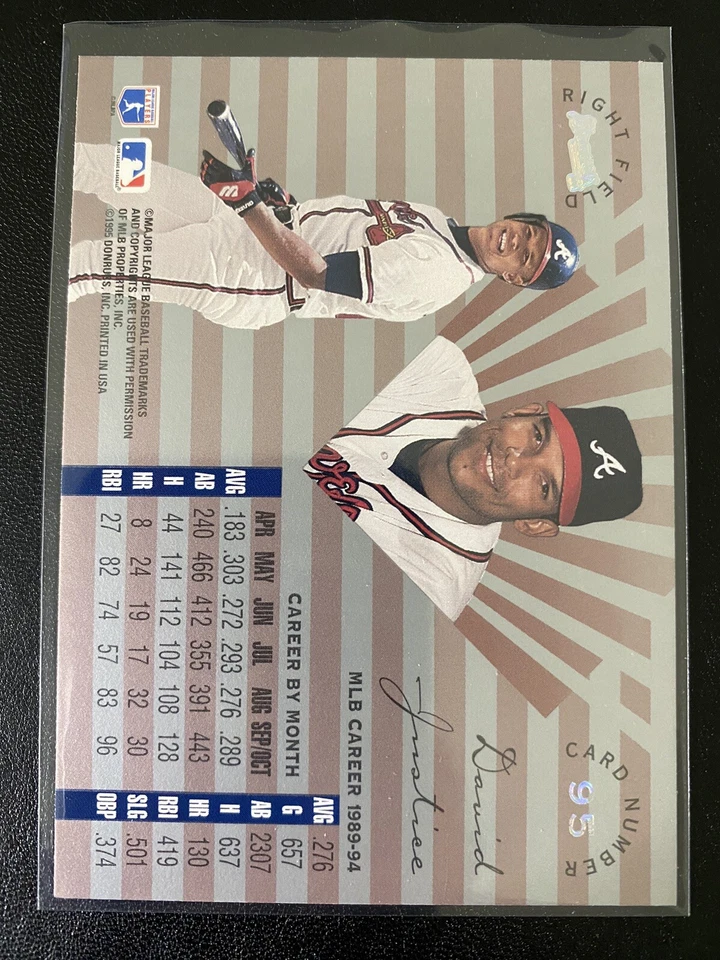 RIGHT FIELD
CARD NUMBER
95
A
A
David
Justice
MLB CAREER 1989-94
AVG .276
G 657
AB 2307
H 637
HR 130
RBI 419
SLG .501
OBP .374
CAREER BY MONTH
APR MAY JUN JUL AUG SEP/OCT
AVG .183 .303 .272 .293 .276 .289
AB 240 466 412 355 391 443
H 44 141 112 104 108 128
HR 8 24 19 17 32 30
RBI 27 82 74 57 83 96
©MAJOR LEAGUE BASEBALL TRADEMARKS
AND COPYRIGHTS ARE USED WITH PERMISSION
OF MLB PROPERTIES, INC.
©1995 DONRUSS, INC. PRINTED IN USA
MAJOR LEAGUE BASEBALL
PLAYERS